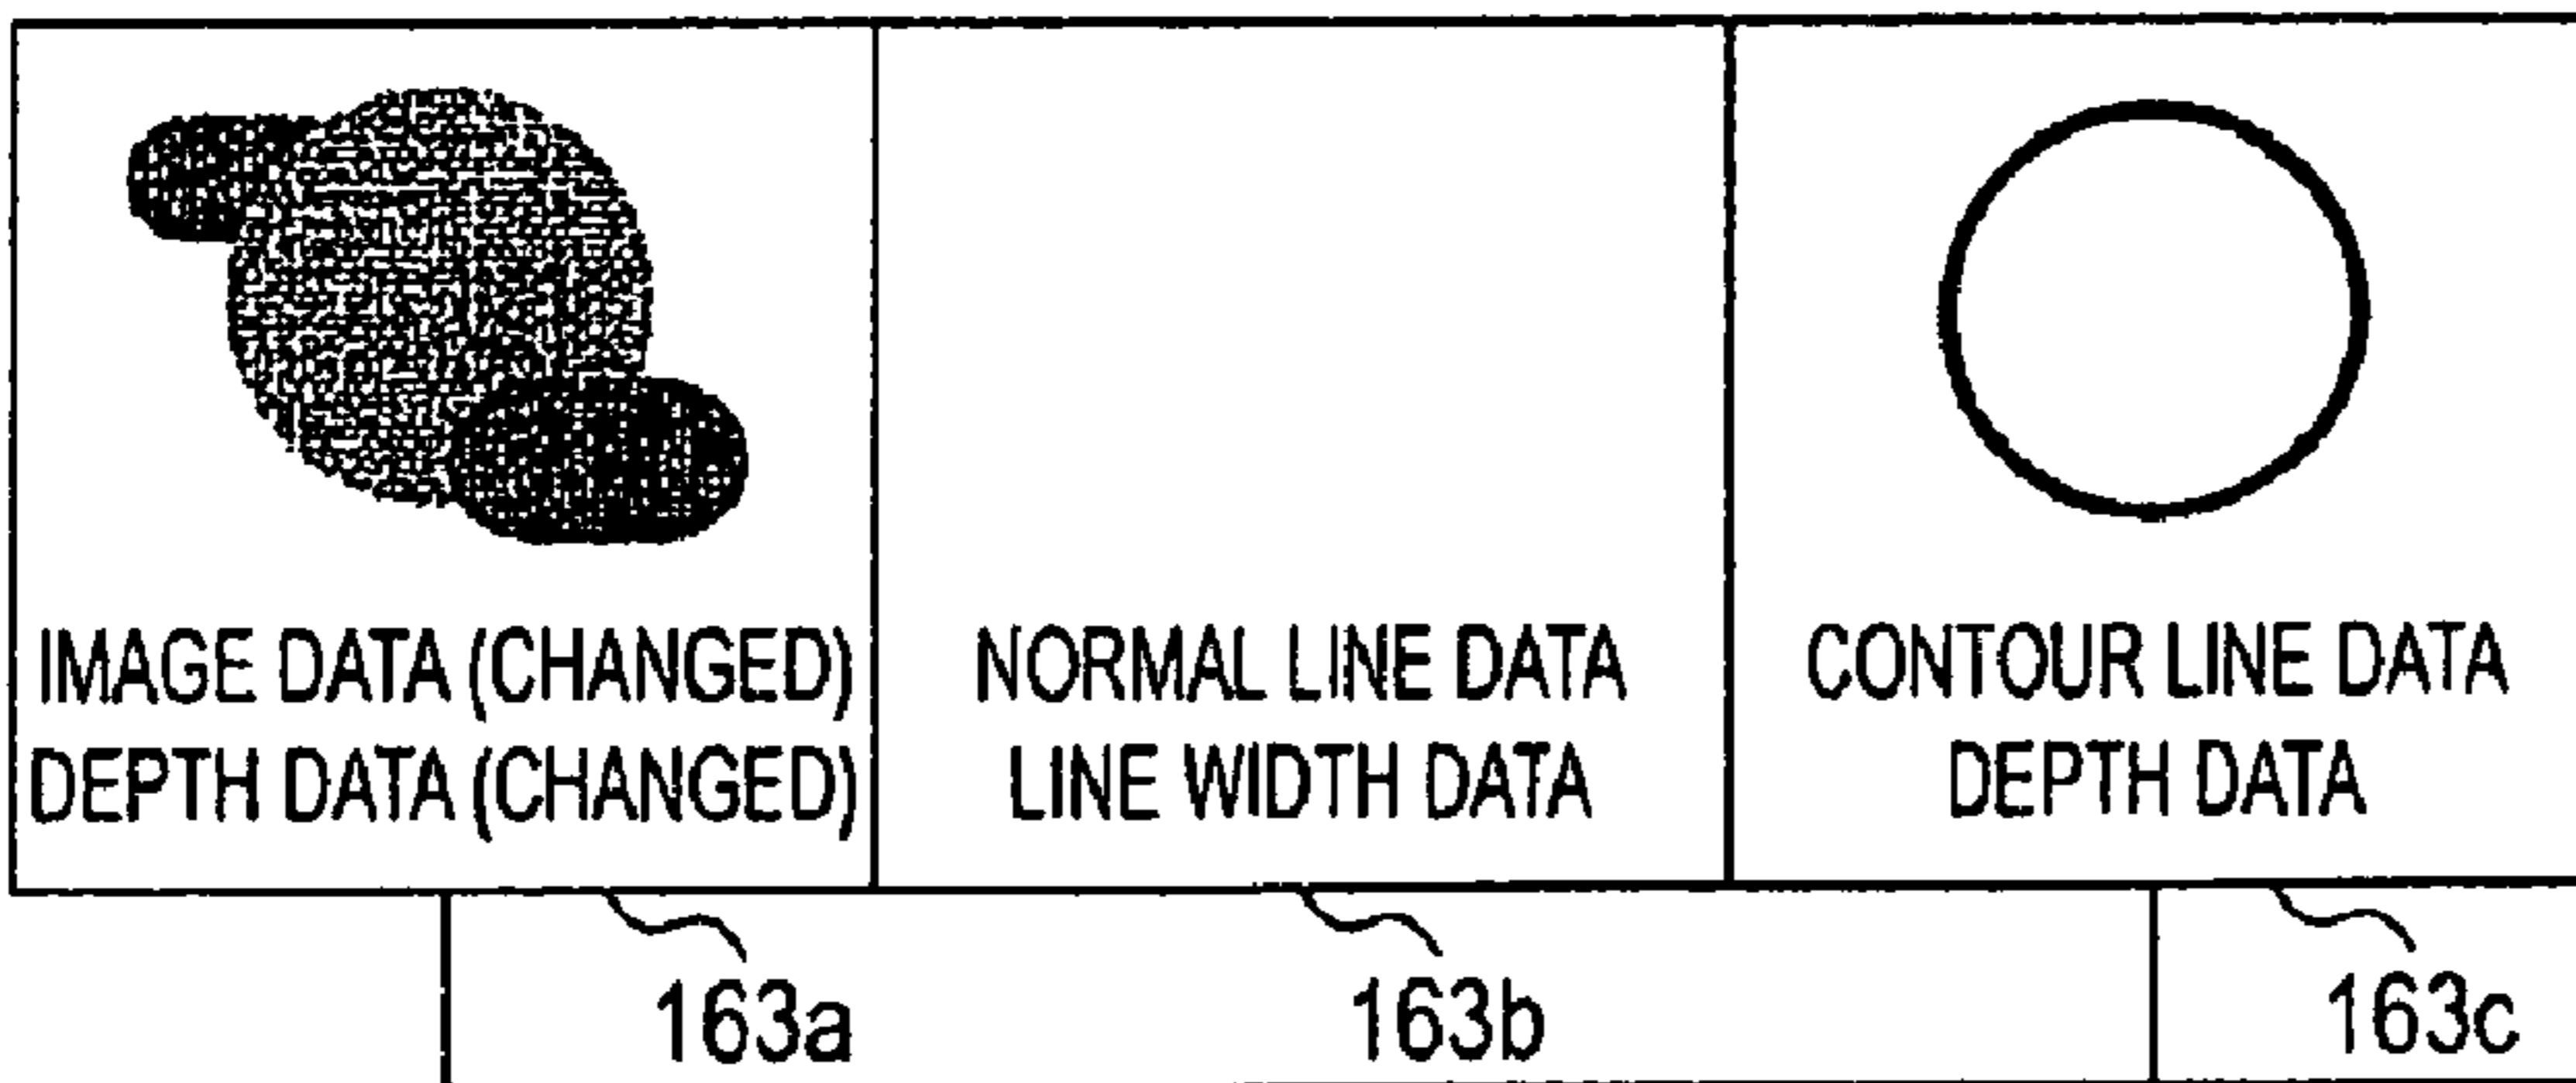 IMAGE DATA (CHANGED)
DEPTH DATA (CHANGED)
NORMAL LINE DATA
LINE WIDTH DATA
CONTOUR LINE DATA
DEPTH DATA
163a
163b
163c